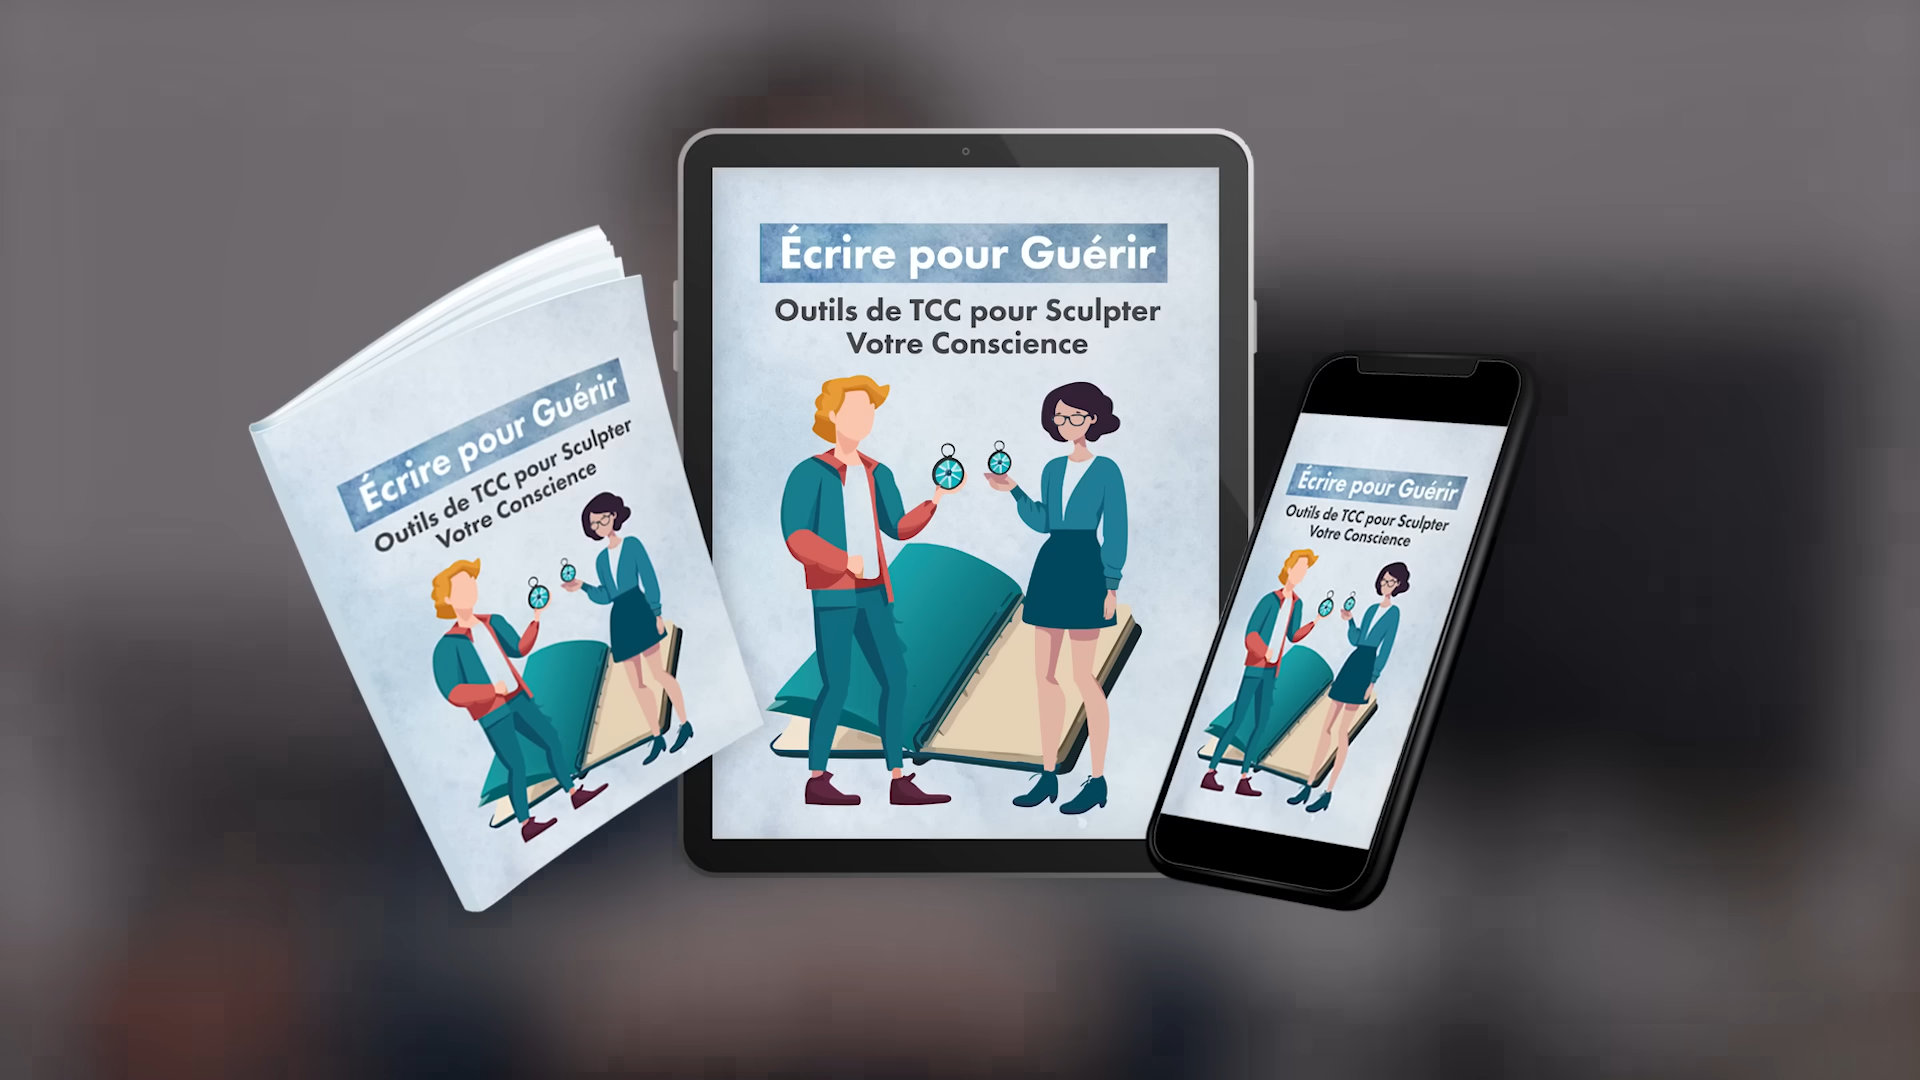 Écrire pour Guérir
Outils de TCC pour Sculpter
Votre Conscience
Écrire pour Guérir
Outils de TCC pour Sculpter
Votre Conscience
Écrire pour Guérir
Outils de TCC pour Sculpter
Votre Conscience